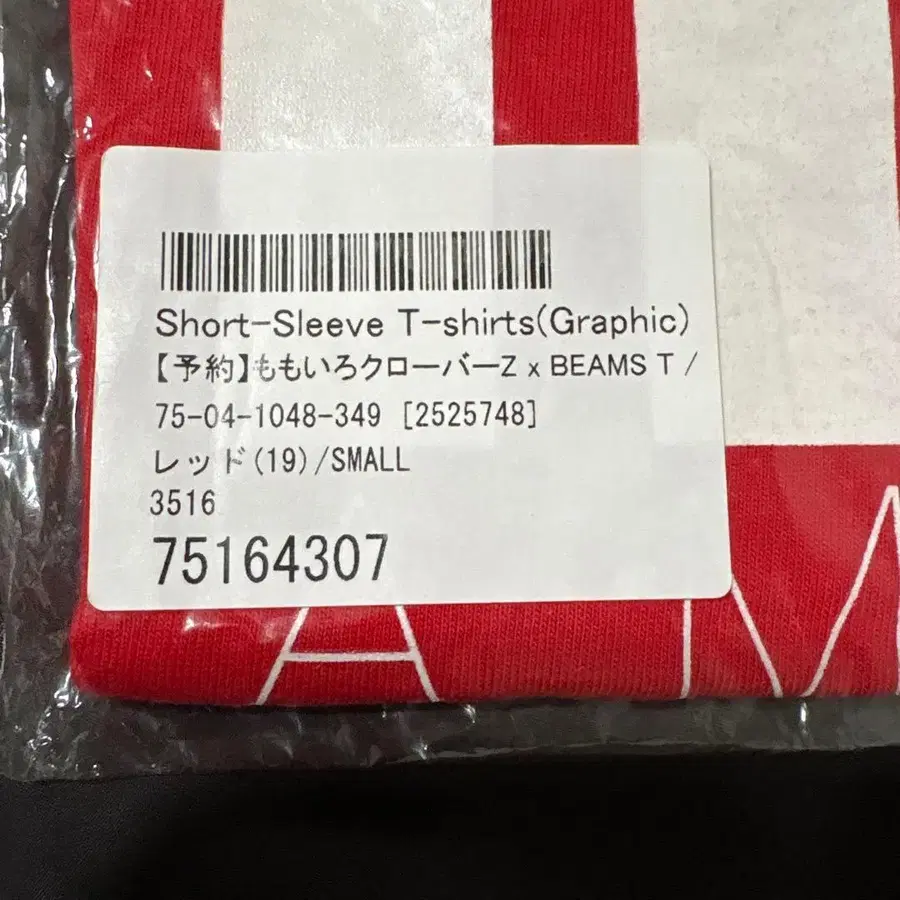 Short-Sleeve T-shirts(Graphic)
【予約】ももいろクローバーZ x BEAMS T /
75-04-1048-349 [2525748]
レッド(19)/SMALL
3516
75164307
A M